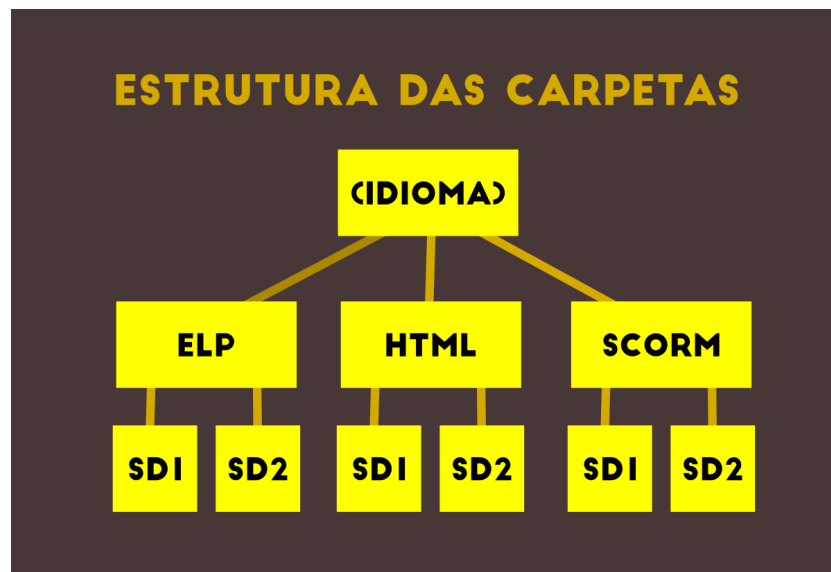 ESTRUTURA DAS CARPETAS
(IDIOMA)
ELP HTML SCORM
SD1 SD2 SD1 SD2 SD1 SD2